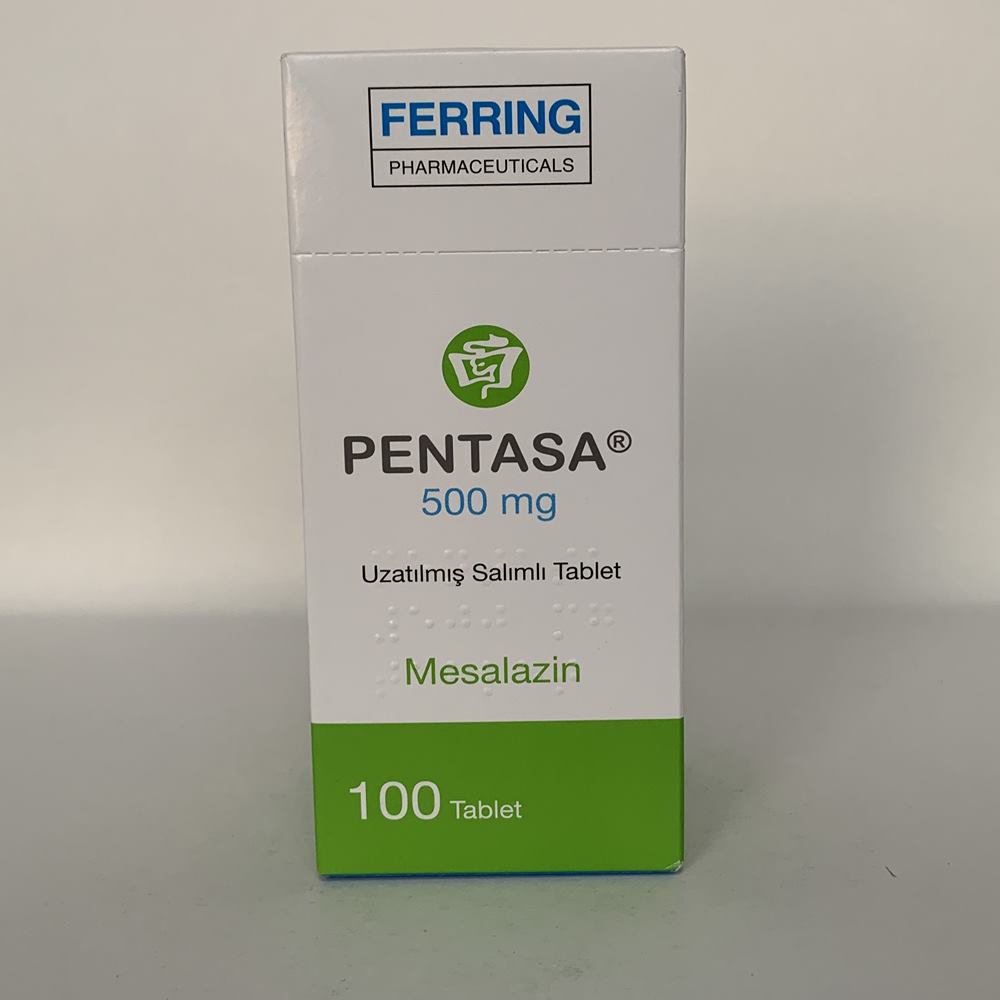 FERRING
PHARMACEUTICALS
PENTASA®
500 mg
Uzatılmış Salımlı Tablet
Mesalazin
100 Tablet